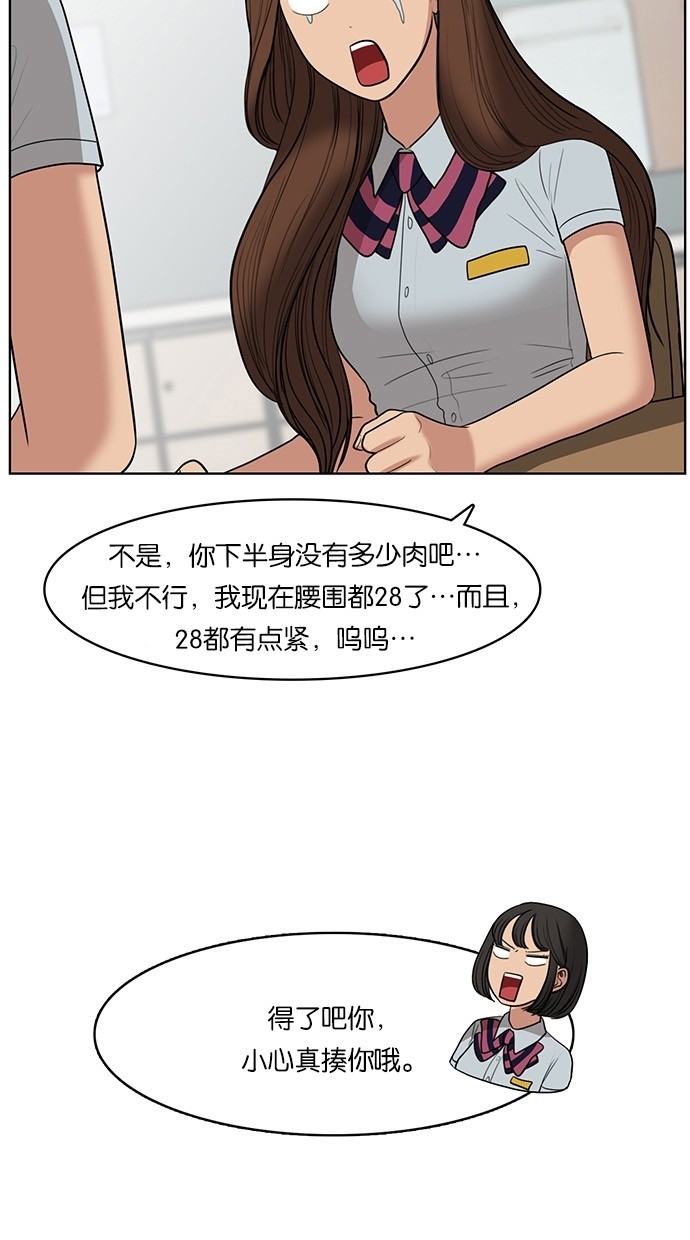 不是，你下半身没有多少肉吧…
但我不行，我现在腰围都28了…而且，
28都有点紧，呜呜…
得了吧你，
小心真揍你哦。